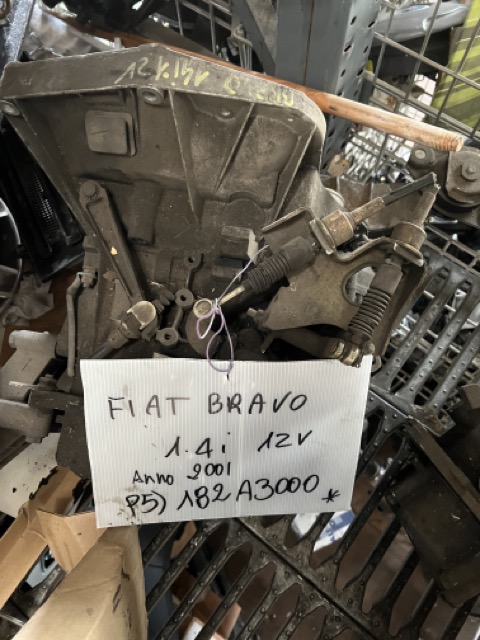 FIAT BRAVO
1.4i 12V
Anno 2001
P5) 182A3000 *